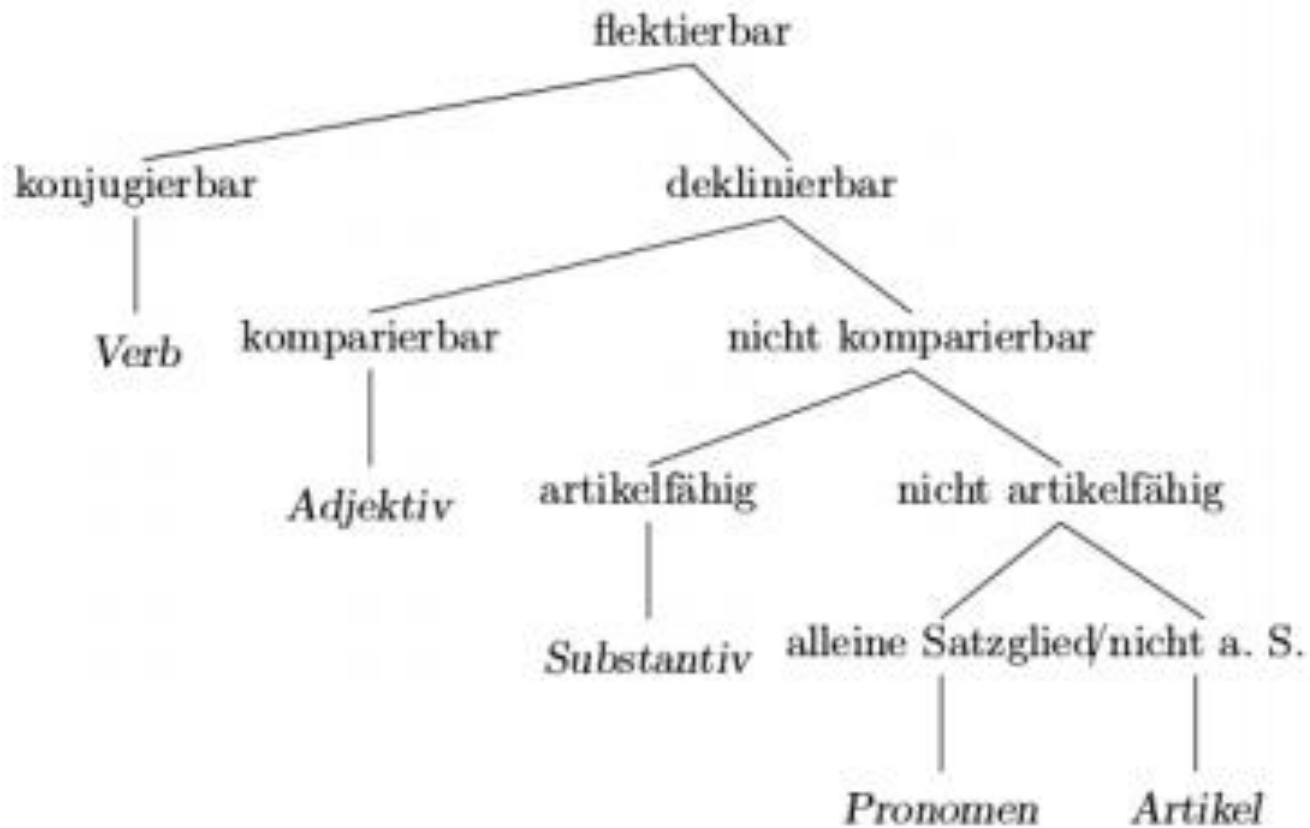 flektierbar
konjugierbar deklinierbar
Verb komparierbar nicht komparierbar
Adjektiv artikelfähig nicht artikelfähig
Substantiv alleine Satzglied/nicht a. S.
Pronomen Artikel